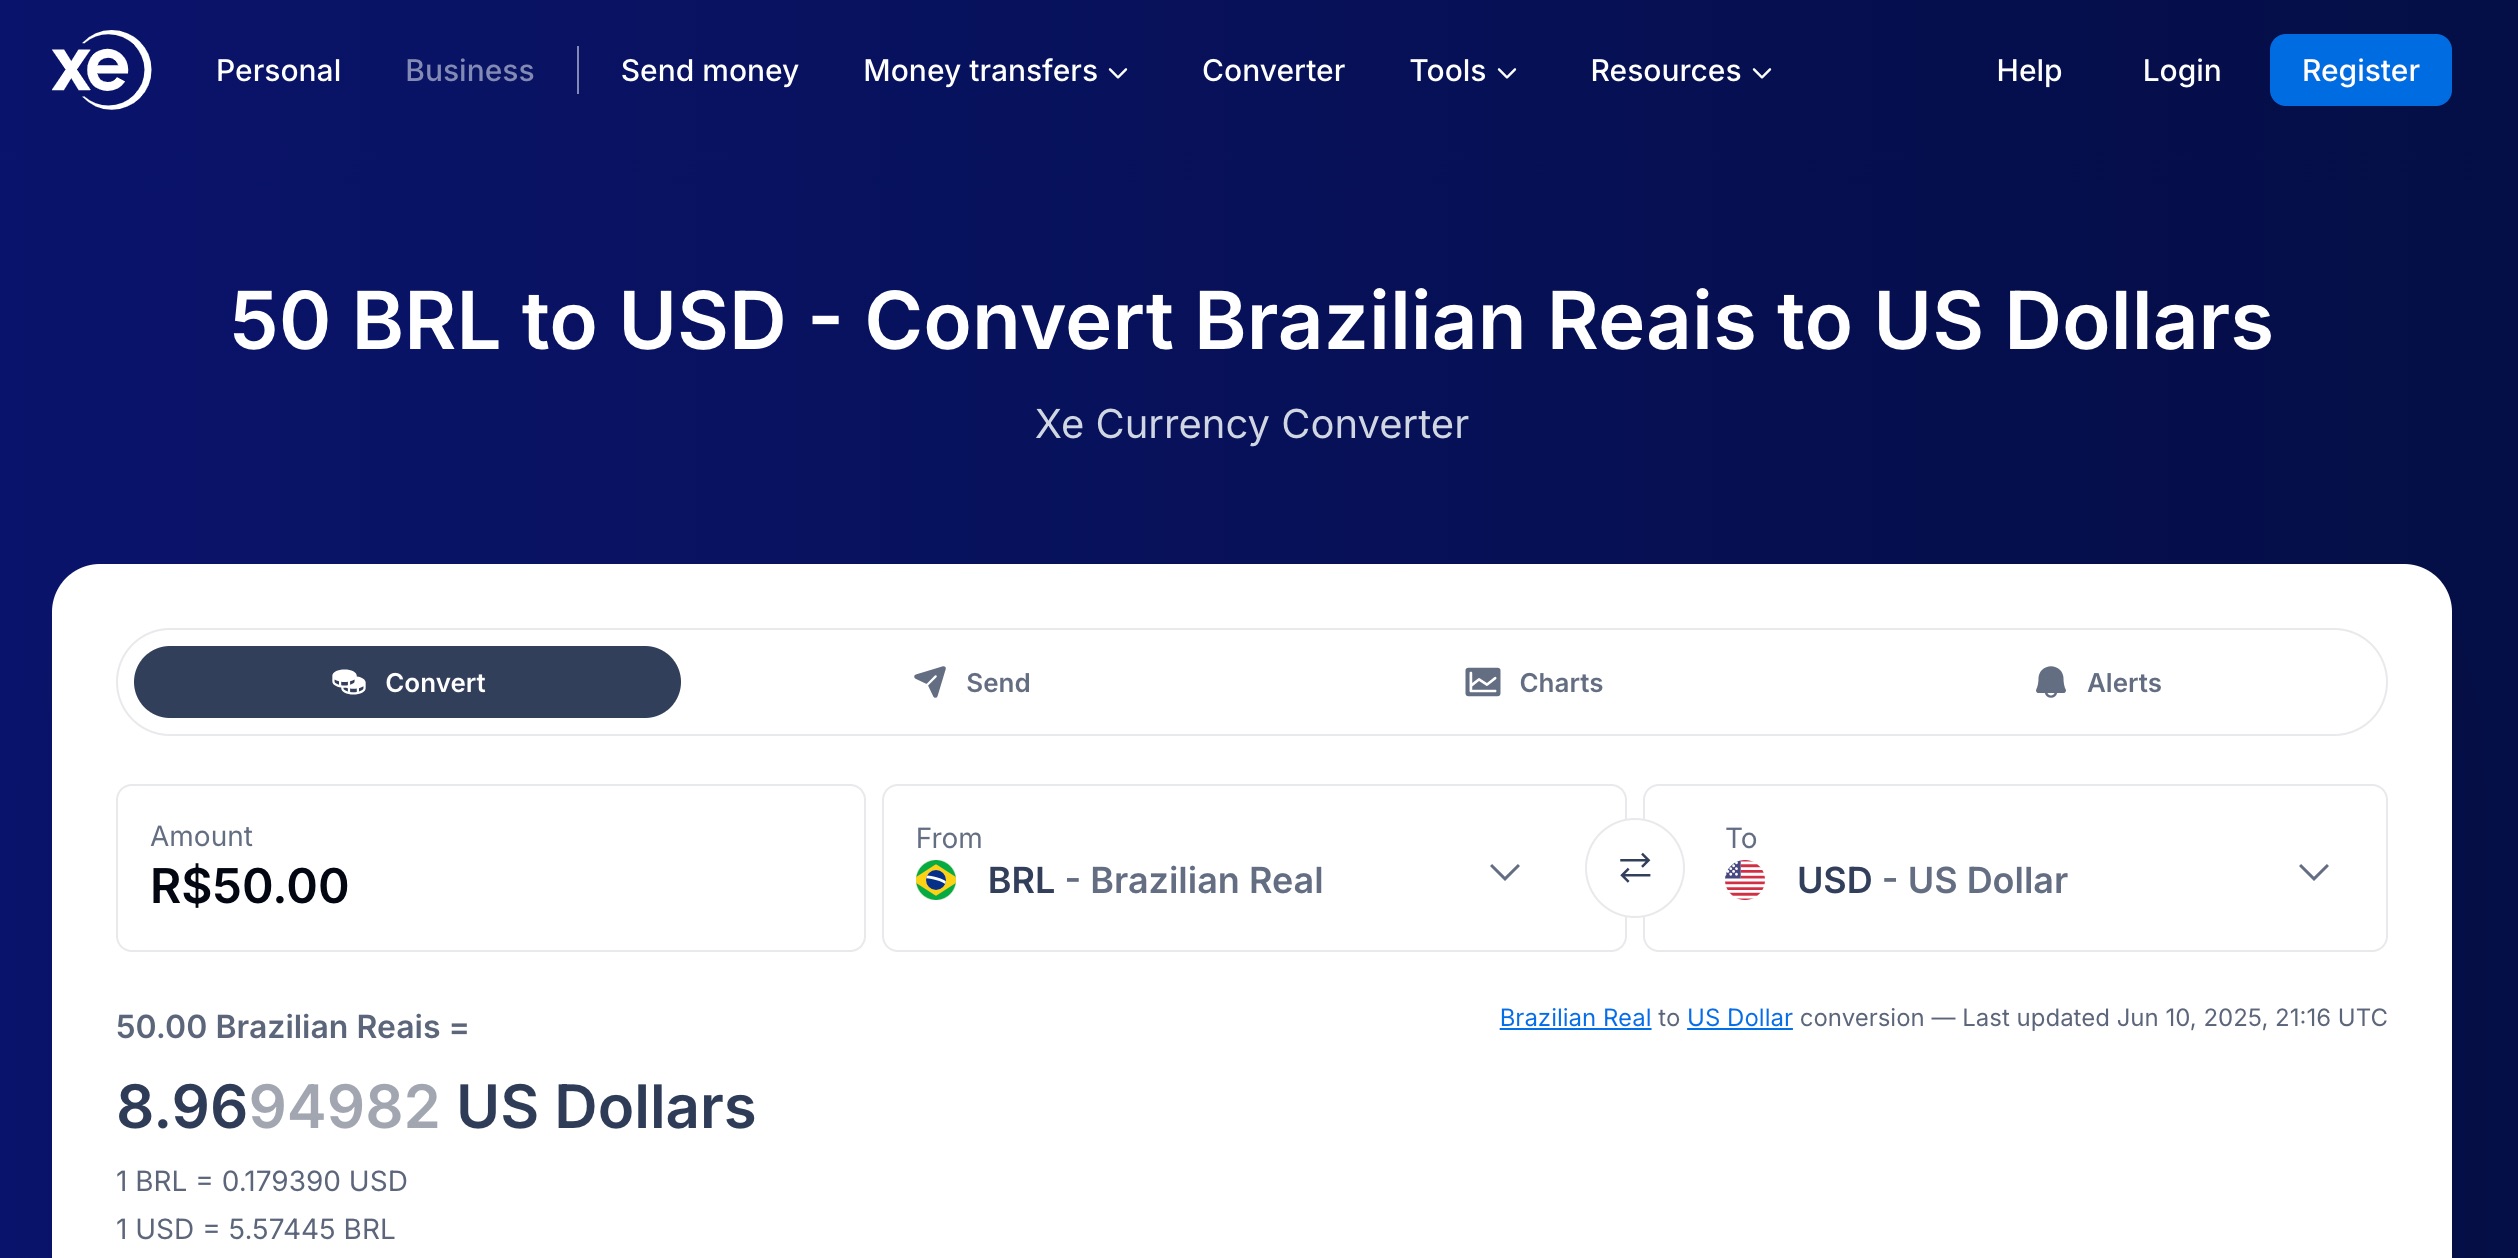 xe Personal Business Send money Money transfers Converter Tools Resources Help Login Register
50 BRL to USD - Convert Brazilian Reais to US Dollars
Xe Currency Converter
Convert Send Charts Alerts
Amount
R$50.00
From
BRL - Brazilian Real
To
USD - US Dollar
50.00 Brazilian Reais =
Brazilian Real to US Dollar conversion — Last updated Jun 10, 2025, 21:16 UTC
8.9694982 US Dollars
1 BRL = 0.179390 USD
1 USD = 5.57445 BRL